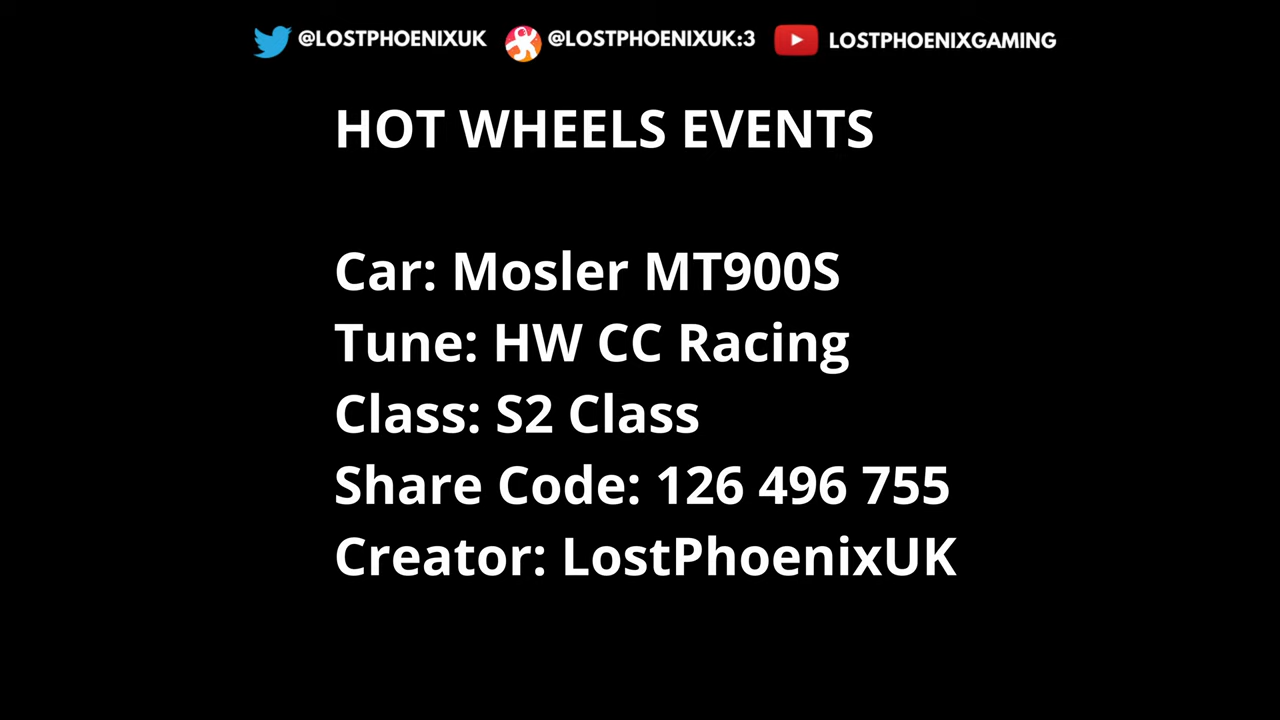 @LOSTPHOENIXUK @LOSTPHOENIXUK:3 LOSTPHOENIXGAMING
HOT WHEELS EVENTS
Car: Mosler MT900S
Tune: HW CC Racing
Class: S2 Class
Share Code: 126 496 755
Creator: LostPhoenixUK